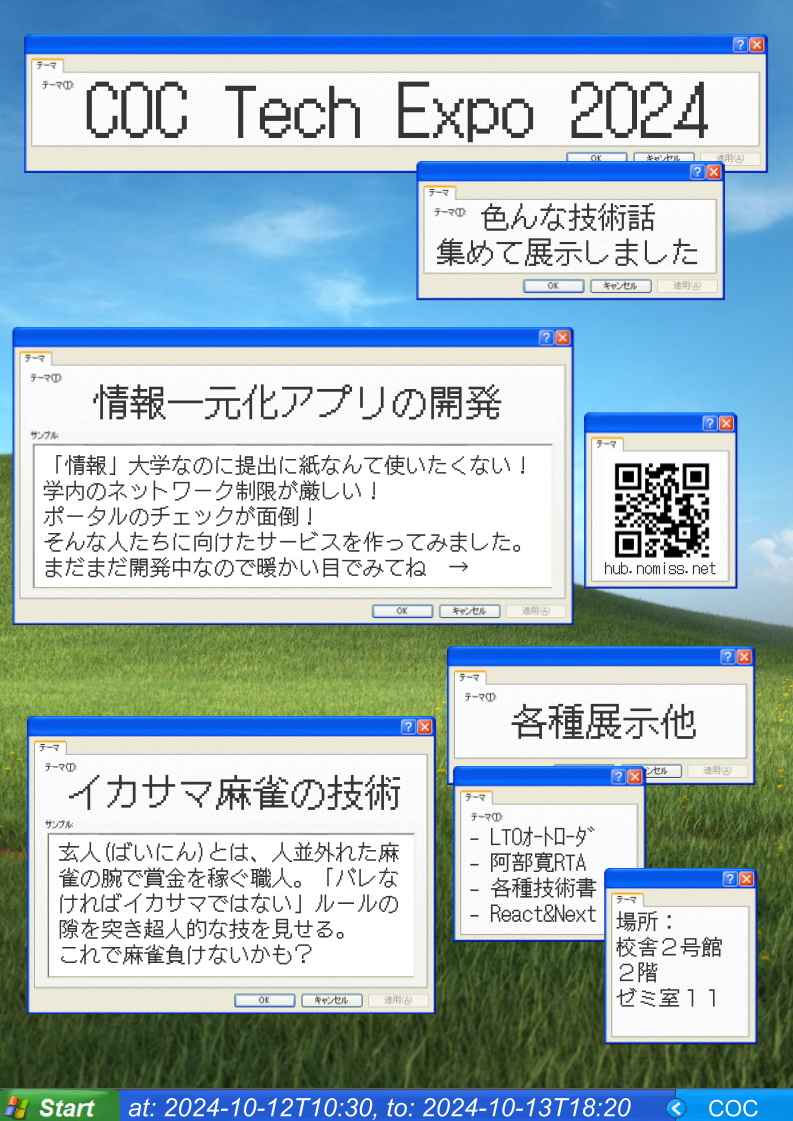 テーマ
テーマ(T):
COC Tech Expo 2024
OK キャンセル 適用(A)
テーマ
テーマ(T):
色んな技術話
集めて展示しました
OK キャンセル 適用(A)
テーマ
テーマ(T):
情報一元化アプリの開発
サンプル:
「情報」大学なのに提出に紙なんて使いたくない！
学内のネットワーク制限が厳しい！
ポータルのチェックが面倒！
そんな人たちに向けたサービスを作ってみました。
まだまだ開発中なので暖かい目でみてね　→
OK キャンセル 適用(A)
テーマ
hub.nomiss.net
テーマ
テーマ(T):
各種展示他
ンセル 適用(A)
テーマ
テーマ(T):
イカサマ麻雀の技術
サンプル:
玄人(ばいにん)とは、人並外れた麻
雀の腕で賞金を稼ぐ職人。「バレな
ければイカサマではない」ルールの
隙を突き超人的な技を見せる。
これで麻雀負けないかも？
OK キャンセル 適用(A)
テーマ
テーマ(T):
- LTOｵｰﾄﾛｰﾀﾞ
- 阿部寛RTA
- 各種技術書
- React&Next
テーマ
場所：
校舎２号館
２階
ゼミ室１１
Start at: 2024-10-12T10:30, to: 2024-10-13T18:20 COC